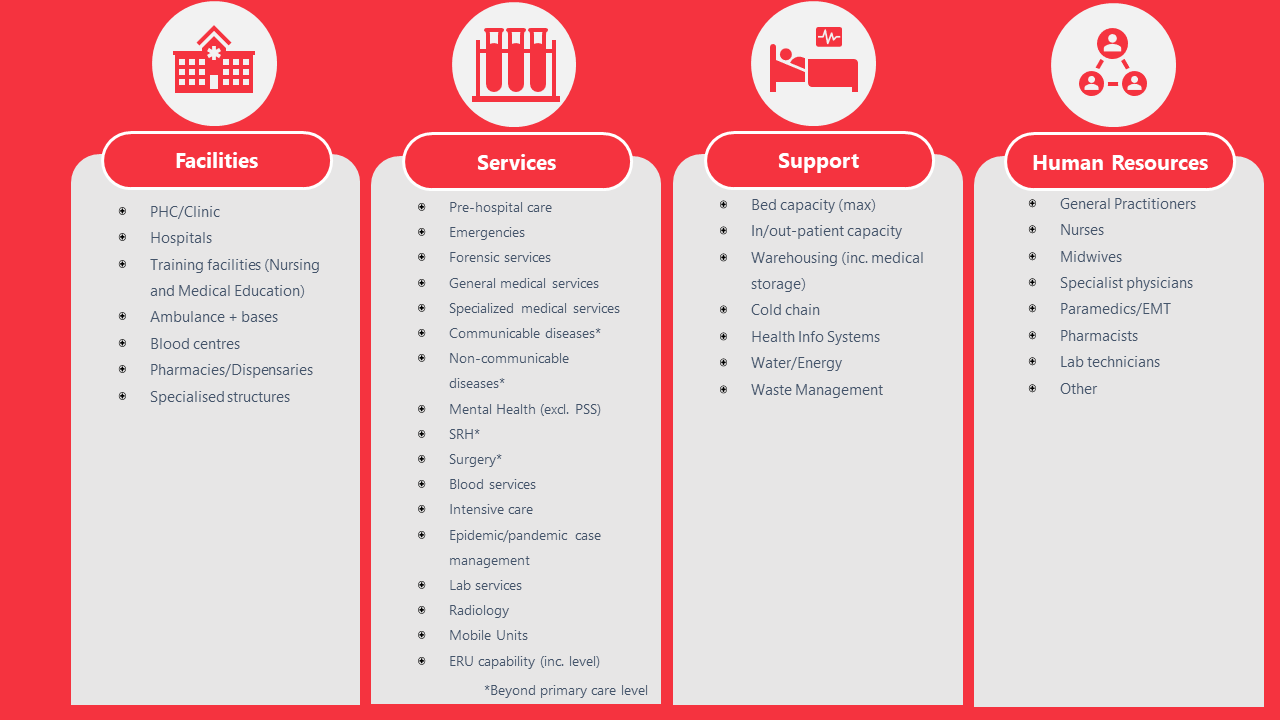 Facilities
PHC/Clinic
Hospitals
Training facilities (Nursing
and Medical Education)
Ambulance + bases
Blood centres
Pharmacies/Dispensaries
Specialised structures
Services
Pre-hospital care
Emergencies
Forensic services
General medical services
Specialized medical services
Communicable diseases*
Non-communicable
diseases*
Mental Health (excl. PSS)
SRH*
Surgery*
Blood services
Intensive care
Epidemic/pandemic case
management
Lab services
Radiology
Mobile Units
ERU capability (inc. level)
*Beyond primary care level
Support
Bed capacity (max)
In/out-patient capacity
Warehousing (inc. medical
storage)
Cold chain
Health Info Systems
Water/Energy
Waste Management
Human Resources
General Practitioners
Nurses
Midwives
Specialist physicians
Paramedics/EMT
Pharmacists
Lab technicians
Other